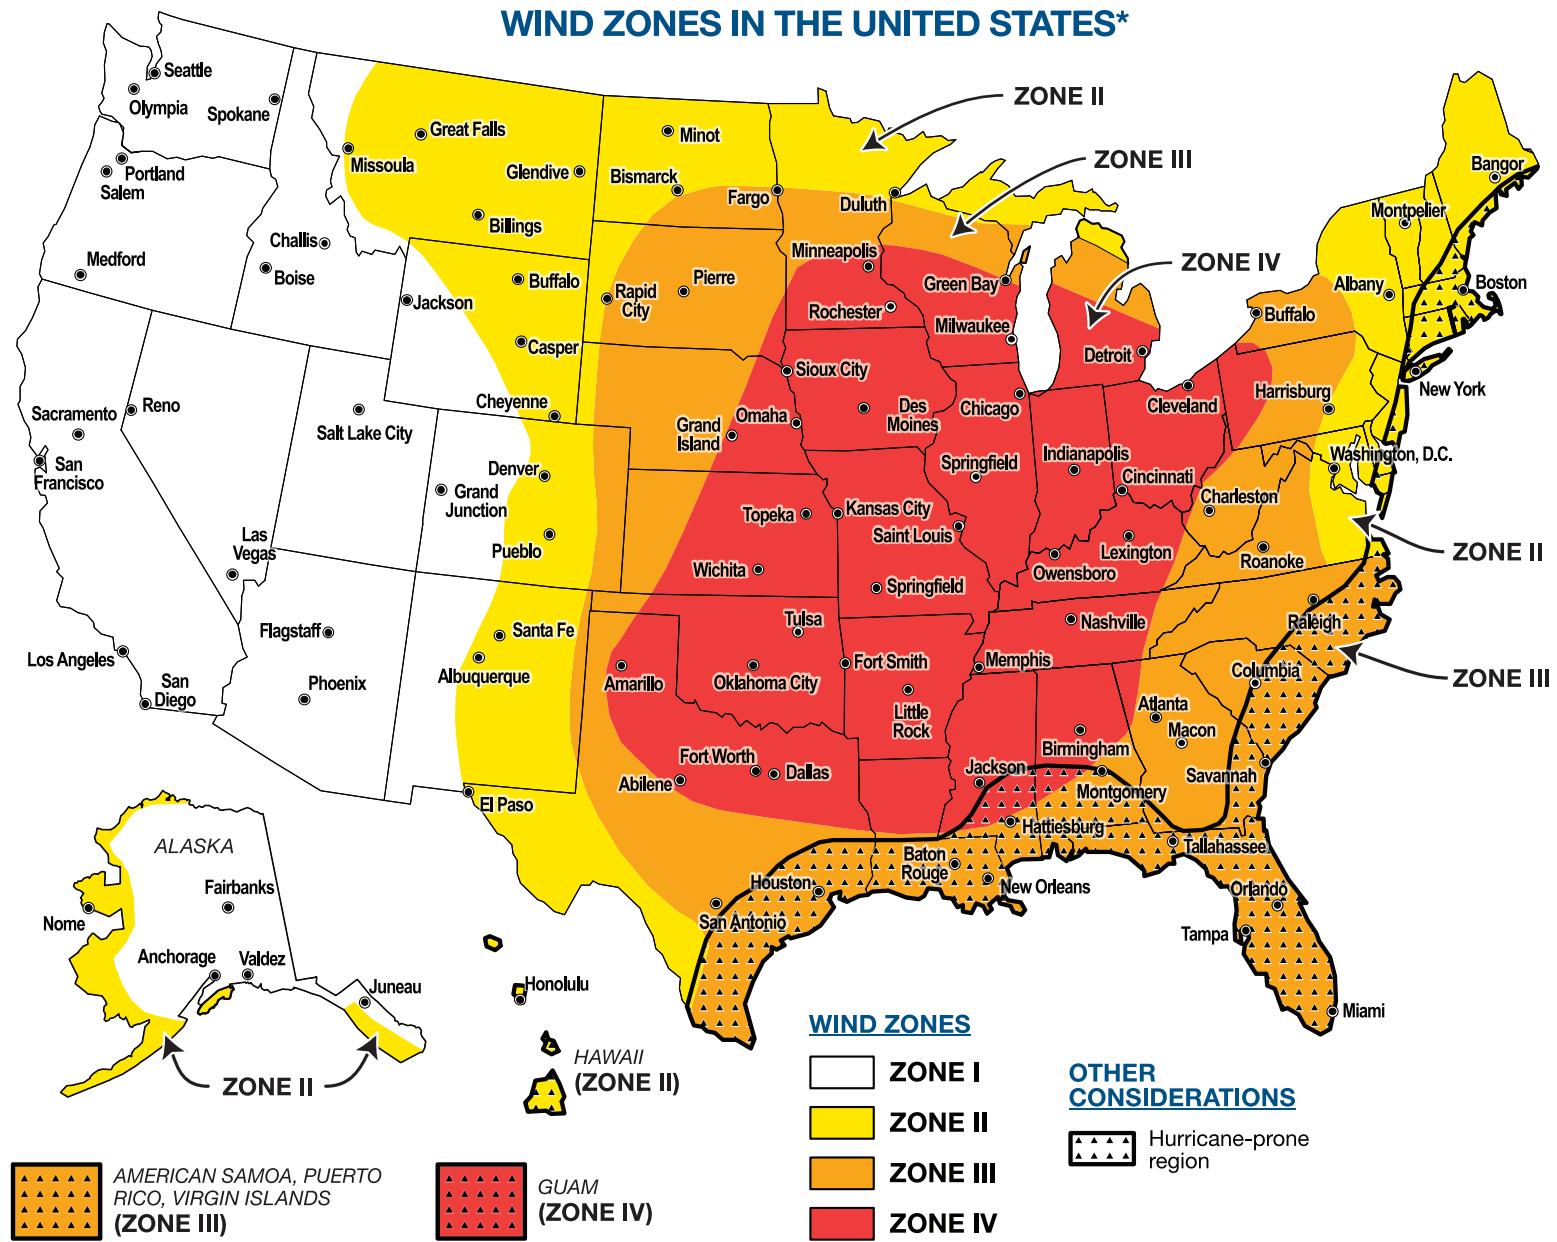 WIND ZONES IN THE UNITED STATES*
Seattle
Olympia
Spokane
Portland
Salem
Medford
Challis
Boise
Missoula
Great Falls
Glendive
Billings
Minot
Bismarck
Fargo
Duluth
ZONE II
ZONE III
ZONE IV
Bangor
Montpelier
Albany
Boston
Buffalo
New York
Jackson
Buffalo
Casper
Cheyenne
Rapid
City
Pierre
Minneapolis
Rochester
Green Bay
Milwaukee
Detroit
Sioux City
Omaha
Des
Moines
Chicago
Cleveland
Harrisburg
Grand
Island
Springfield
Indianapolis
Cincinnati
Washington, D.C.
Charleston
Sacramento
Reno
San
Francisco
Salt Lake City
Denver
Grand
Junction
Pueblo
Topeka
Kansas City
Saint Louis
Lexington
Owensboro
Roanoke
ZONE II
Las
Vegas
Wichita
Springfield
Raleigh
Flagstaff
Santa Fe
Albuquerque
Tulsa
Nashville
Los Angeles
Phoenix
San
Diego
Amarillo
Oklahoma City
Fort Smith
Memphis
Columbia
ZONE III
Little
Rock
Atlanta
Macon
Birmingham
Fort Worth
Dallas
Abilene
Jackson
Savannah
Montgomery
El Paso
Hattiesburg
Tallahassee
Baton
Rouge
Houston
New Orleans
Orlando
San Antonio
Tampa
Miami
ALASKA
Fairbanks
Nome
Anchorage
Valdez
Juneau
ZONE II
Honolulu
HAWAII
(ZONE II)
WIND ZONES
ZONE I
ZONE II
ZONE III
ZONE IV
OTHER
CONSIDERATIONS
Hurricane-prone
region
AMERICAN SAMOA, PUERTO
RICO, VIRGIN ISLANDS
(ZONE III)
GUAM
(ZONE IV)